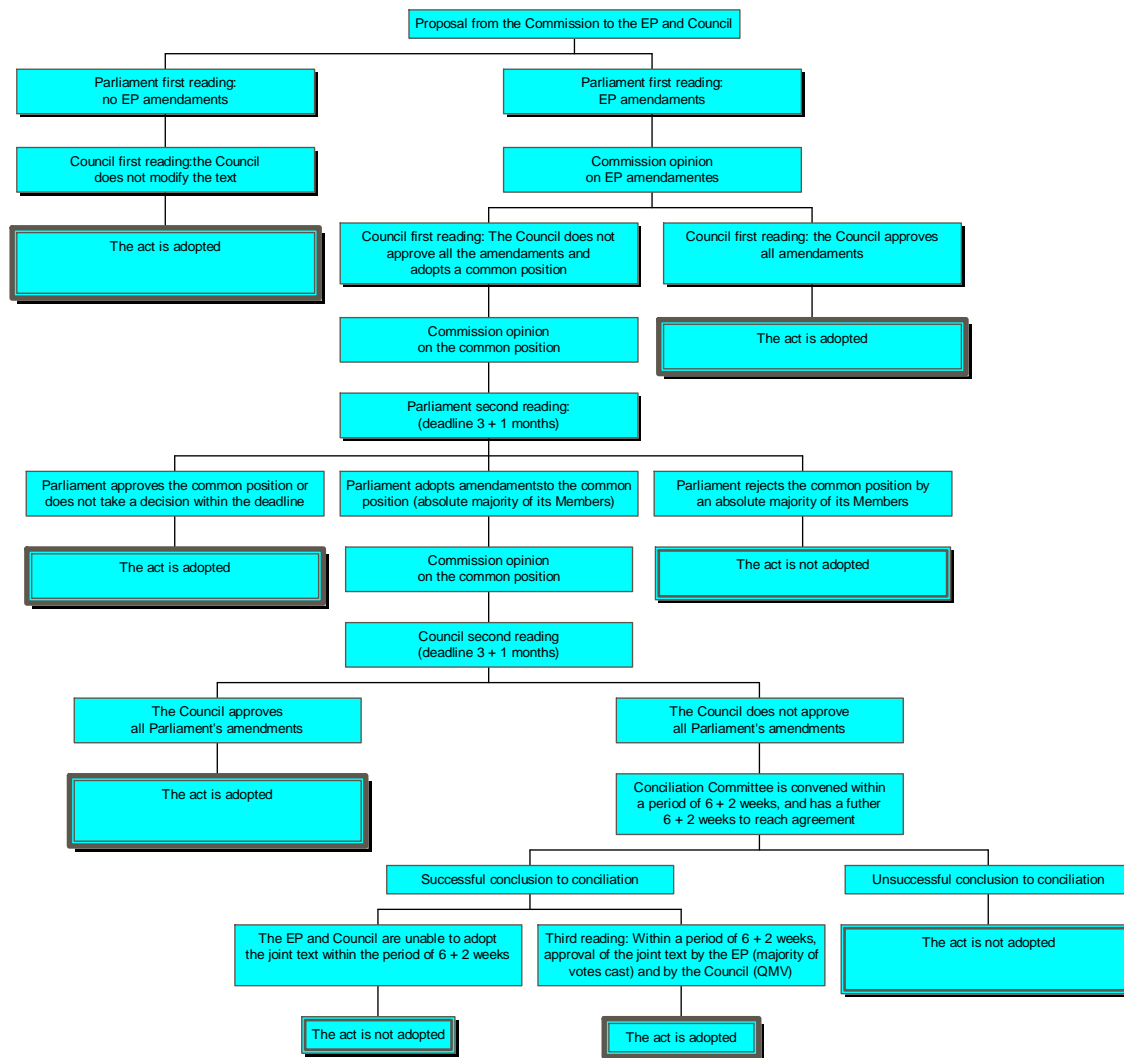 Proposal from the Commission to the EP and Council
Parliament first reading:
no EP amendaments
Parliament first reading:
EP amendaments
Council first reading:the Council
does not modify the text
Commission opinion
on EP amendamentes
The act is adopted
Council first reading: The Council does not
approve all the amendaments and
adopts a common position
Council first reading: the Council approves
all amendaments
Commission opinion
on the common position
The act is adopted
Parliament second reading:
(deadline 3 + 1 months)
Parliament approves the common position or
does not take a decision within the deadline
Parliament adopts amendamentsto the common
position (absolute majority of its Members)
Parliament rejects the common position by
an absolute majority of its Members
The act is adopted
Commission opinion
on the common position
The act is not adopted
Council second reading
(deadline 3 + 1 months)
The Council approves
all Parliament's amendments
The Council does not approve
all Parliament's amendments
The act is adopted
Conciliation Committee is convened within
a period of 6 + 2 weeks, and has a futher
6 + 2 weeks to reach agreement
Successful conclusion to conciliation
Unsuccessful conclusion to conciliation
The EP and Council are unable to adopt
the joint text within the period of 6 + 2 weeks
Third reading: Within a period of 6 + 2 weeks,
approval of the joint text by the EP (majority of
votes cast) and by the Council (QMV)
The act is not adopted
The act is not adopted
The act is adopted